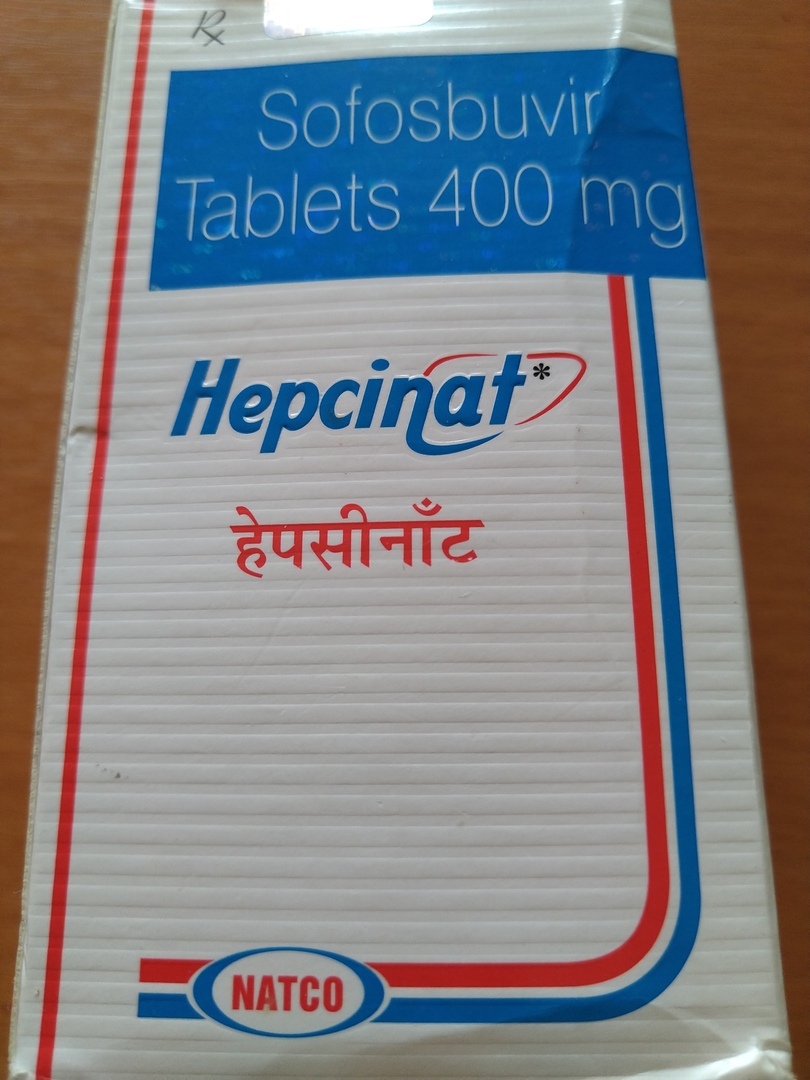 Rx
Sofosbuvir
Tablets 400 mg
Hepcinat*
हेपसीनाँट
NATCO